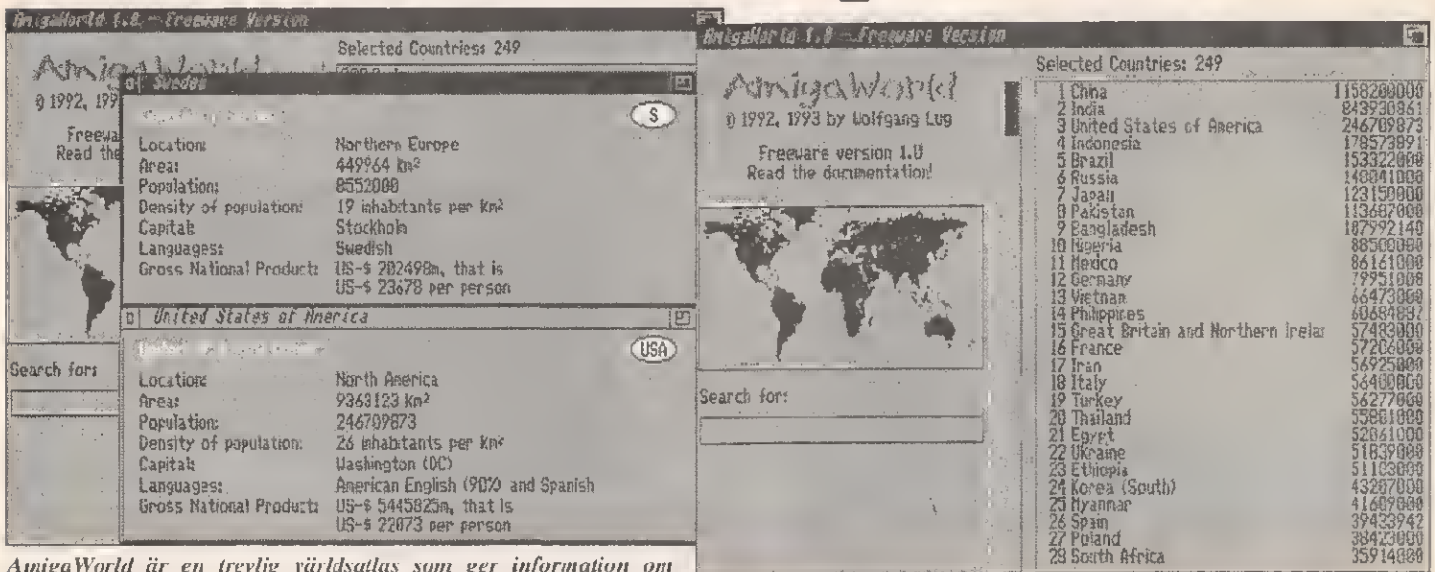 AmigaWorld 1.0 - Freeware Version
Selected Countries: 249
AmigaWorld
© 1992, 199
Freewa
Read the
Search for:
Sweden
S
Location: Northern Europe
Area: 449964 km²
Population: 8552000
Density of population: 19 inhabitants per km²
Capital: Stockholm
Languages: Swedish
Gross National Product: US-$ 202498m, that is
US-$ 23678 per person
United States of America
USA
Location: North America
Area: 9363123 km²
Population: 246709873
Density of population: 26 inhabitants per km²
Capital: Washington (DC)
Languages: American English (90%) and Spanish
Gross National Product: US-$ 5445825m, that is
US-$ 22073 per person
AmigaWorld är en trevlig världsatlas som ger information om
AmigaWorld 1.0 - Freeware Version
AmigaWorld
© 1992, 1993 by Wolfgang Lug
Freeware version 1.0
Read the documentation!
Search for:
Selected Countries: 249
1 China 1158200000
2 India 843930861
3 United States of America 246709873
4 Indonesia 178573891
5 Brazil 153322000
6 Russia 148041000
7 Japan 123150000
8 Pakistan 113687000
9 Bangladesh 107992140
10 Nigeria 88500000
11 Mexico 86161000
12 Germany 79951008
13 Vietnam 66473000
14 Philippines 60684887
15 Great Britain and Northern Irelar 57483000
16 France 57206000
17 Iran 56925000
18 Italy 56400000
19 Turkey 56277000
20 Thailand 55801000
21 Egypt 52061000
22 Ukraine 51839000
23 Ethiopia 51183000
24 Korea (South) 43207000
25 Myanmar 41609000
26 Spain 39433942
27 Poland 38423000
28 South Africa 35914000